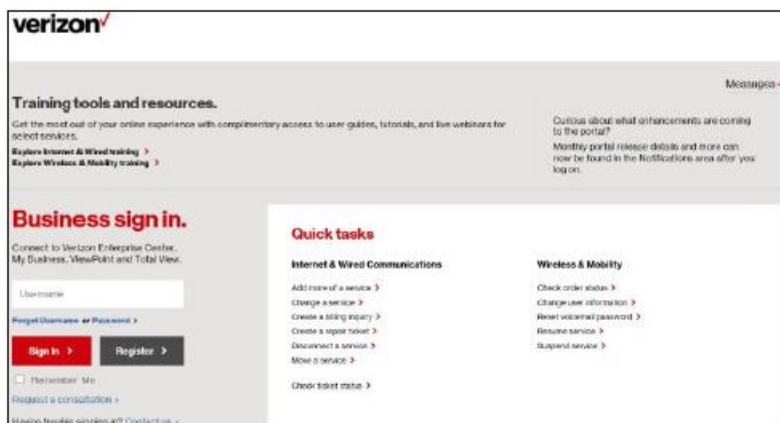 verizon
Messages
Training tools and resources.
Get the most out of your online experience with complimentary access to user guides, tutorials, and live webinars for
select services.
Explore Internet & Wired training >
Explore Wireless & Mobility training >
Curious about what enhancements are coming
to the portal?
Monthly portal release details and more can
now be found in the Notifications area after you
log on.
Business sign in.
Connect to Verizon Enterprise Center,
My Business, ViewPoint and Total View.
Username
Forgot Username or Password >
Sign In >
Register >
Remember Me
Request a consultation >
Having trouble signing in? Contact us >
Quick tasks
Internet & Wired Communications
Add more of a service >
Change a service >
Create a billing inquiry >
Create a repair ticket >
Disconnect a service >
Move a service >
Check ticket status >
Wireless & Mobility
Check order status >
Change user information >
Reset voicemail password >
Resume service >
Suspend service >